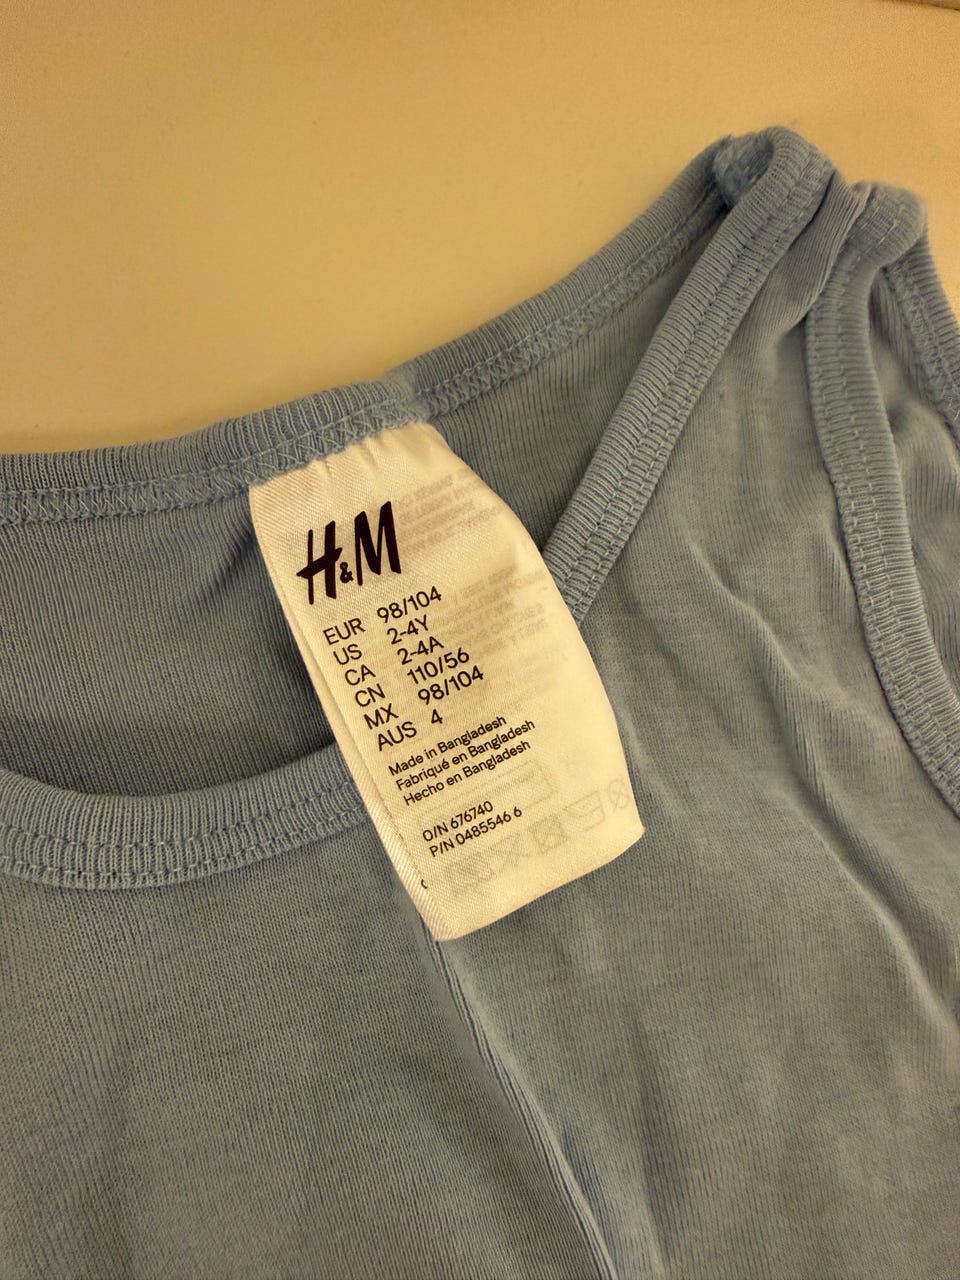 H&M
EUR 98/104
US 2-4Y
CA 2-4A
CN 110/56
MX 98/104
AUS 4
Made in Bangladesh
Fabriqué en Bangladesh
Hecho en Bangladesh
O/N 676740
P/N 0485546 6